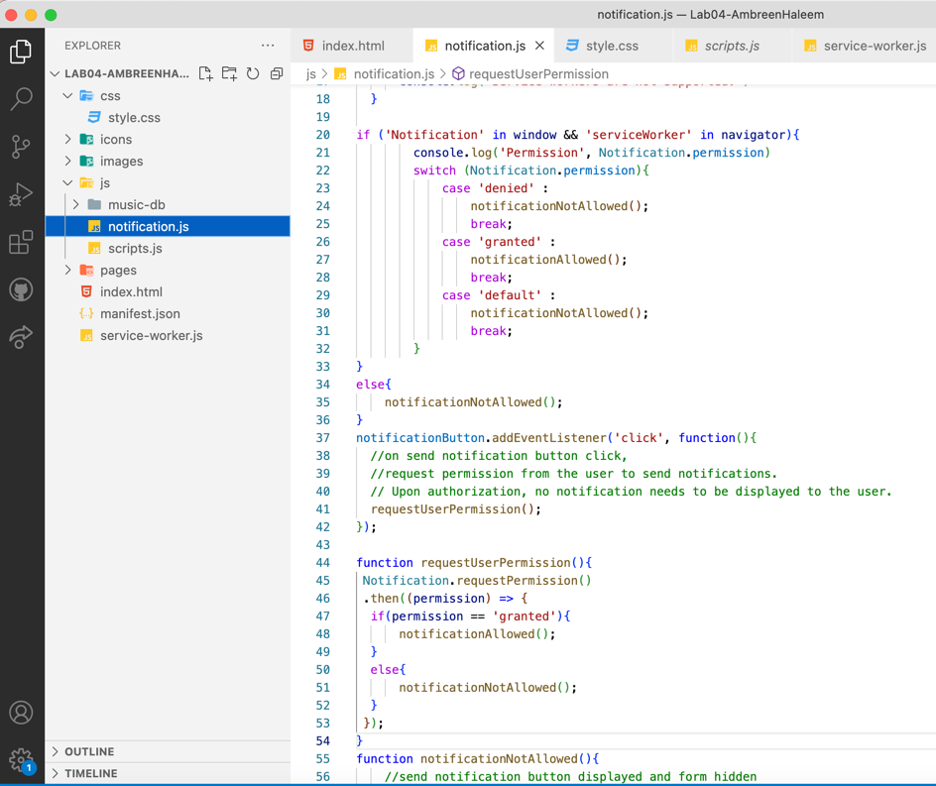 notification.js — Lab04-AmbreenHaleem
EXPLORER
LAB04-AMBREENHA...
css
style.css
icons
images
js
music-db
notification.js
scripts.js
pages
index.html
manifest.json
service-worker.js
OUTLINE
TIMELINE
1
index.html
notification.js
style.css
scripts.js
service-worker.js
js > notification.js > requestUserPermission
18 }
19
20 if ('Notification' in window && 'serviceWorker' in navigator){
21 console.log('Permission', Notification.permission)
22 switch (Notification.permission){
23 case 'denied' :
24 notificationNotAllowed();
25 break;
26 case 'granted' :
27 notificationAllowed();
28 break;
29 case 'default' :
30 notificationNotAllowed();
31 break;
32 }
33 }
34 else{
35 notificationNotAllowed();
36 }
37 notificationButton.addEventListener('click', function(){
38 //on send notification button click,
39 //request permission from the user to send notifications.
40 // Upon authorization, no notification needs to be displayed to the user.
41 requestUserPermission();
42 });
43
44 function requestUserPermission(){
45 Notification.requestPermission()
46 .then((permission) => {
47 if(permission == 'granted'){
48 notificationAllowed();
49 }
50 else{
51 notificationNotAllowed();
52 }
53 });
54 }
55 function notificationNotAllowed(){
56 //send notification button displayed and form hidden